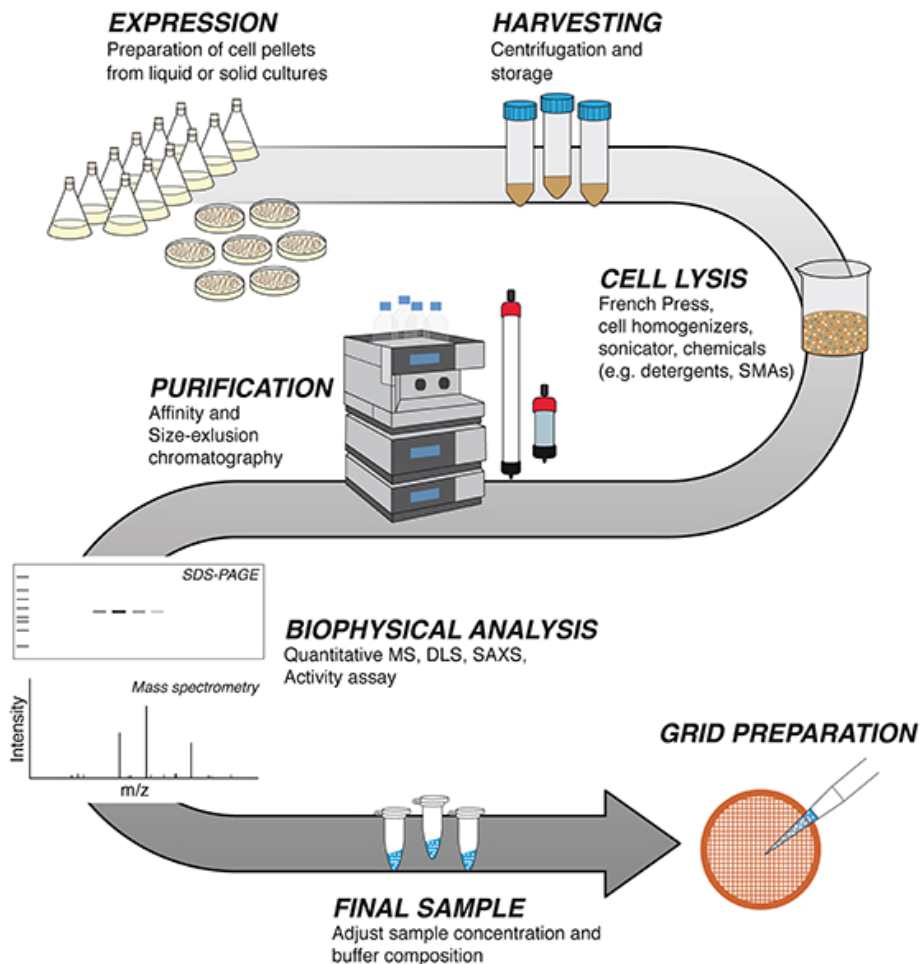 EXPRESSION
Preparation of cell pellets
from liquid or solid cultures
HARVESTING
Centrifugation and
storage
CELL LYSIS
French Press,
cell homogenizers,
sonicator, chemicals
(e.g. detergents, SMAs)
PURIFICATION
Affinity and
Size-exlusion
chromatography
SDS-PAGE
BIOPHYSICAL ANALYSIS
Quantitative MS, DLS, SAXS,
Activity assay
Mass spectrometry
Intensity
m/z
GRID PREPARATION
FINAL SAMPLE
Adjust sample concentration and
buffer composition